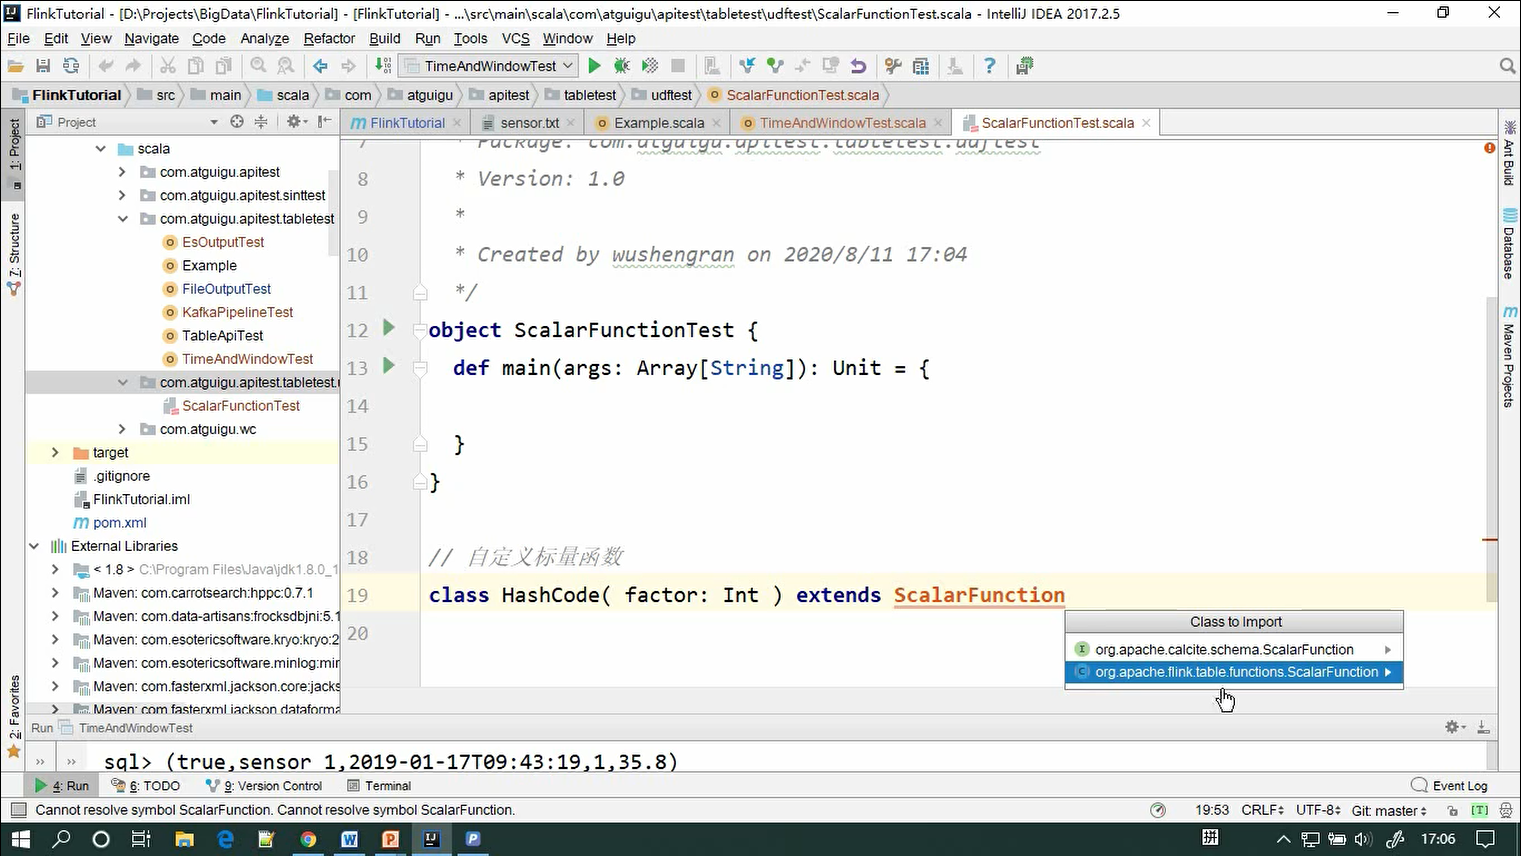 FlinkTutorial - [D:\Projects\BigData\FlinkTutorial] - [FlinkTutorial] - ...\src\main\scala\com\atguigu\apitest\tabletest\udftest\ScalarFunctionTest.scala - IntelliJ IDEA 2017.2.5
File Edit View Navigate Code Analyze Refactor Build Run Tools VCS Window Help
TimeAndWindowTest
FlinkTutorial src main scala com atguigu apitest tabletest udftest ScalarFunctionTest.scala
Project
FlinkTutorial sensor.txt Example.scala TimeAndWindowTest.scala ScalarFunctionTest.scala
1: Project
7: Structure
2: Favorites
scala
com.atguigu.apitest
com.atguigu.apitest.sinttest
com.atguigu.apitest.tabletest
EsOutputTest
Example
FileOutputTest
KafkaPipelineTest
TableApiTest
TimeAndWindowTest
com.atguigu.apitest.tabletest.u
ScalarFunctionTest
com.atguigu.wc
target
.gitignore
FlinkTutorial.iml
pom.xml
External Libraries
< 1.8 > C:\Program Files\Java\jdk1.8.0_1
Maven: com.carrotsearch:hppc:0.7.1
Maven: com.data-artisans:frocksdbjni:5.1
Maven: com.esotericsoftware.kryo:kryo:2
Maven: com.esotericsoftware.minlog:min
Maven: com.fasterxml.jackson.core:jacks
Maven: com.fasterxml.jackson.dataforma
7 * Package: com.atguigu.apitest.tabletest.udftest
8 * Version: 1.0
9 *
10 * Created by wushengran on 2020/8/11 17:04
11 */
12 object ScalarFunctionTest {
13 def main(args: Array[String]): Unit = {
14
15 }
16 }
17
18 // 自定义标量函数
19 class HashCode( factor: Int ) extends ScalarFunction
20
Class to Import
org.apache.calcite.schema.ScalarFunction
org.apache.flink.table.functions.ScalarFunction
Ant Build
Database
Maven Projects
Run TimeAndWindowTest
sql> (true,sensor_1,2019-01-17T09:43:19,1,35.8)
4: Run 6: TODO 9: Version Control Terminal Event Log
Cannot resolve symbol ScalarFunction. Cannot resolve symbol ScalarFunction. 19:53 CRLF UTF-8 Git: master [T]
拼 17:06